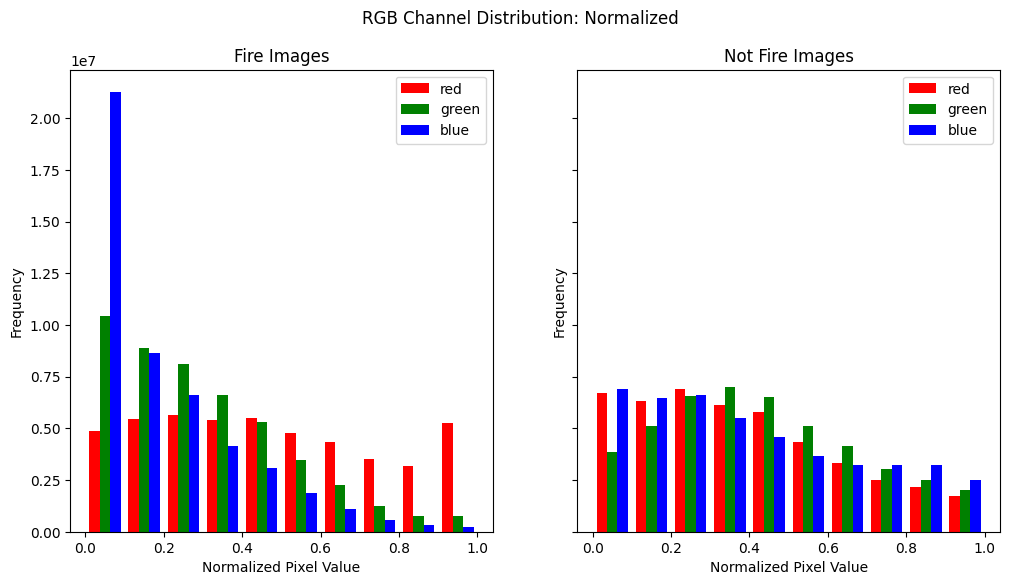 RGB Channel Distribution: Normalized
Fire Images
Not Fire Images
1e7
red
green
blue
red
green
blue
2.00
1.75
1.50
1.25
1.00
0.75
0.50
0.25
0.00
Frequency
Frequency
0.0 0.2 0.4 0.6 0.8 1.0
0.0 0.2 0.4 0.6 0.8 1.0
Normalized Pixel Value
Normalized Pixel Value